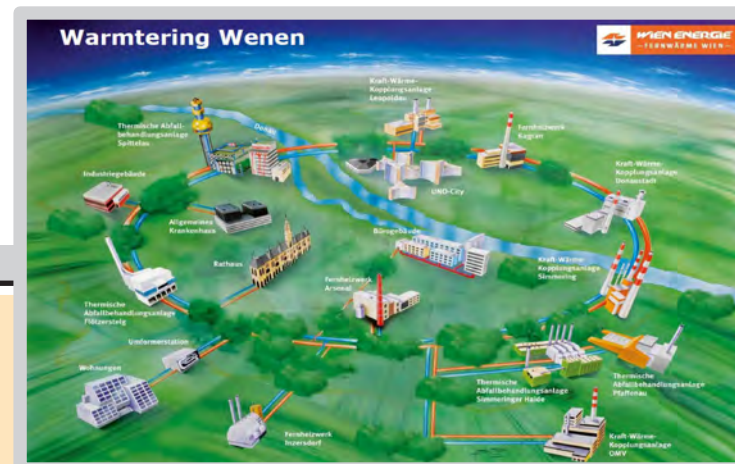 Warmtering Wenen
WIEN ENERGIE
–FERNWÄRME WIEN–
Kraft-Wärme-
Kopplungsanlage
Leopoldau
Donau
Thermische Abfall-
behandlungsanlage
Spittelau
Fernheizwerk
Kagran
Kraft-Wärme-
Kopplungsanlage
Donaustadt
Industriegebäude
UNO-City
Allgemeines
Krankenhaus
Bürogebäude
Rathaus
Kraft-Wärme-
Kopplungsanlage
Simmering
Fernheizwerk
Arsenal
Thermische
Abfallbehandlungsanlage
Flötzersteig
Umformerstation
Wohnungen
Thermische
Abfallbehandlungsanlage
Simmeringer Haide
Thermische
Abfallbehandlungsanlage
Pfaffenau
Fernheizwerk
Inzersdorf
Kraft-Wärme-
Kopplungsanlage
OMV